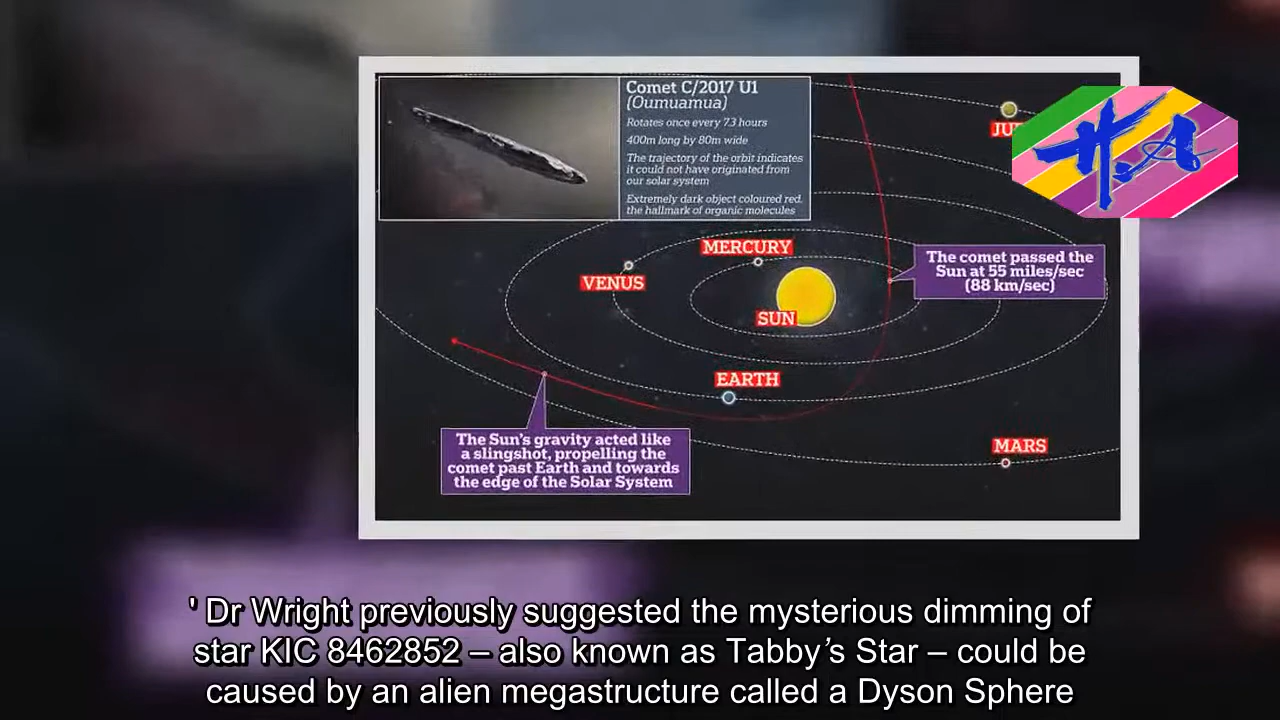 Comet C/2017 U1
(Oumuamua)
Rotates once every 7.3 hours
400m long by 80m wide
The trajectory of the orbit indicates
it could not have originated from
our solar system
Extremely dark object coloured red,
the hallmark of organic molecules
JU
H.A
MERCURY
VENUS
The comet passed the
Sun at 55 miles/sec
(88 km/sec)
SUN
EARTH
The Sun's gravity acted like
a slingshot, propelling the
comet past Earth and towards
the edge of the Solar System
MARS
' Dr Wright previously suggested the mysterious dimming of
star KIC 8462852 – also known as Tabby’s Star – could be
caused by an alien megastructure called a Dyson Sphere